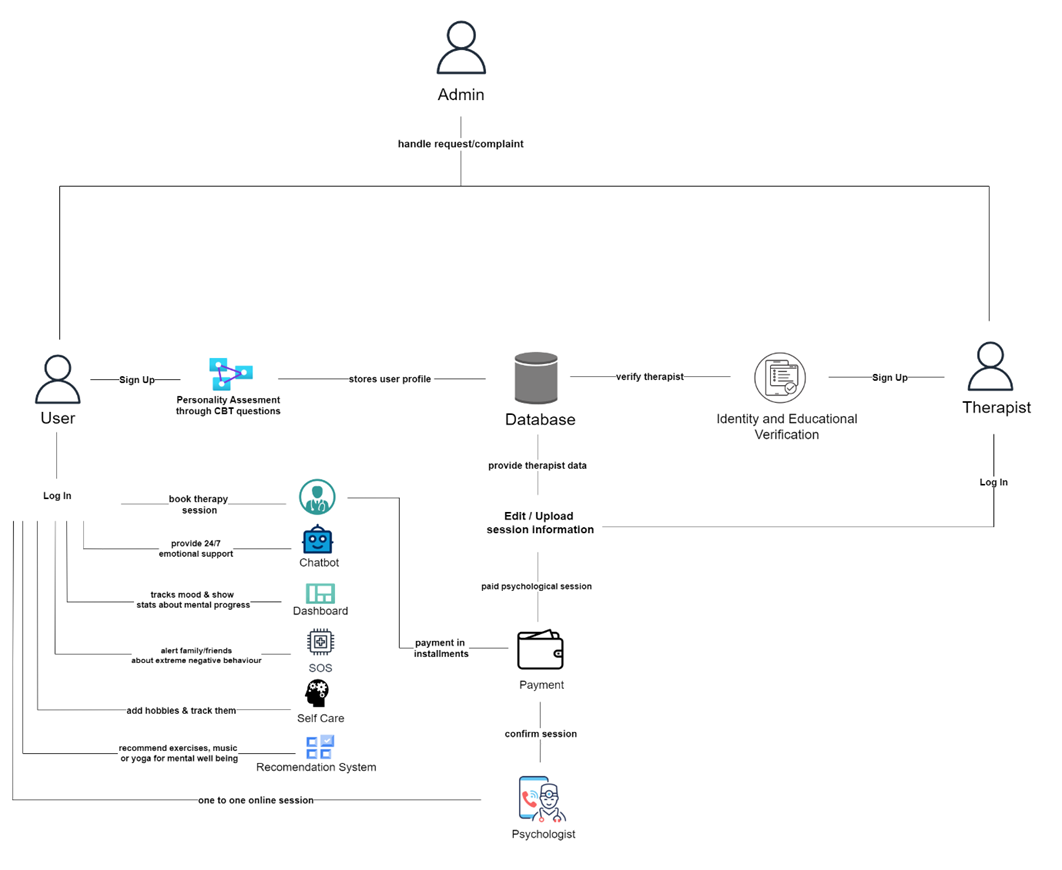 Admin
handle request/complaint
User
Sign Up
Personality Assesment
through CBT questions
stores user profile
Database
verify therapist
Identity and Educational
Verification
Sign Up
Therapist
Log In
provide therapist data
Log In
book therapy
session
Edit / Upload
session information
provide 24/7
emotional support
Chatbot
paid psychological session
tracks mood & show
stats about mental progress
Dashboard
alert family/friends
about extreme negative behaviour
SOS
payment in
installments
Payment
add hobbies & track them
Self Care
confirm session
recommend exercises, music
or yoga for mental well being
Recomendation System
one to one online session
Psychologist